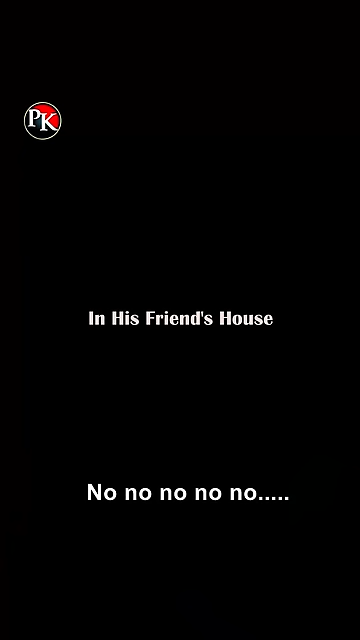 PK
In His Friend's House
No no no no no.....